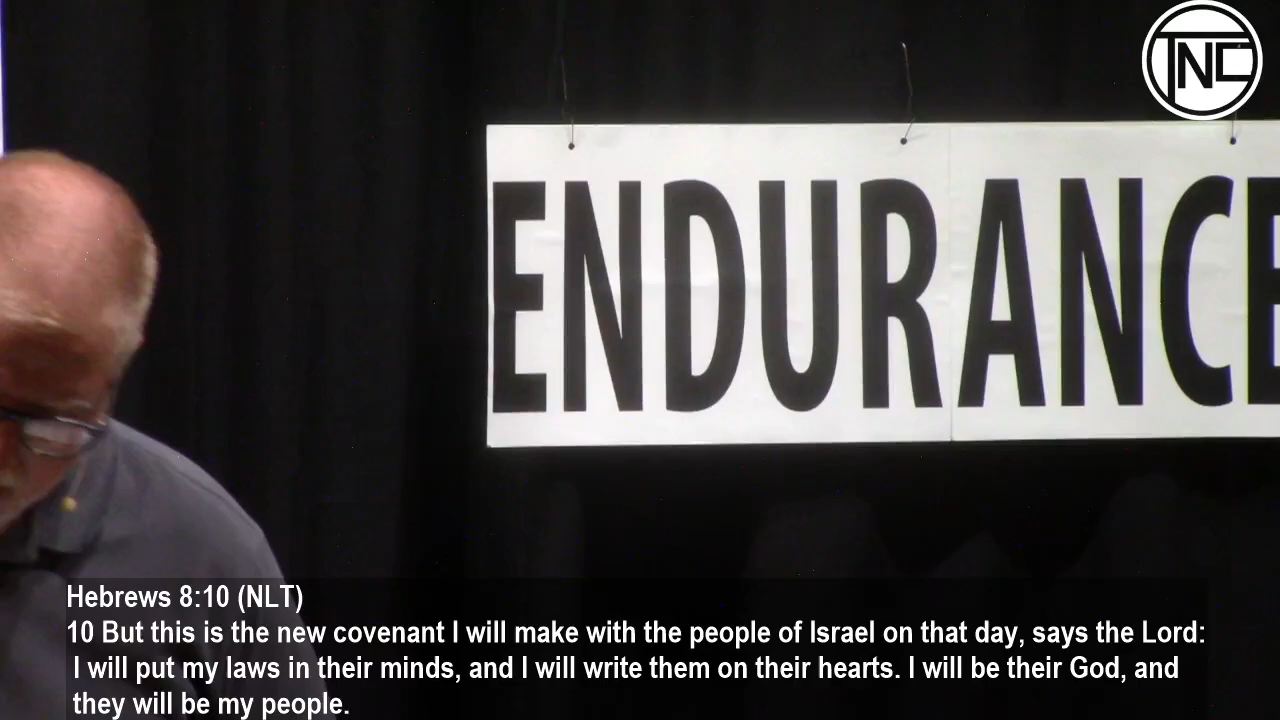 TNC
ENDURANCE
Hebrews 8:10 (NLT)
10 But this is the new covenant I will make with the people of Israel on that day, says the Lord:
I will put my laws in their minds, and I will write them on their hearts. I will be their God, and
they will be my people.